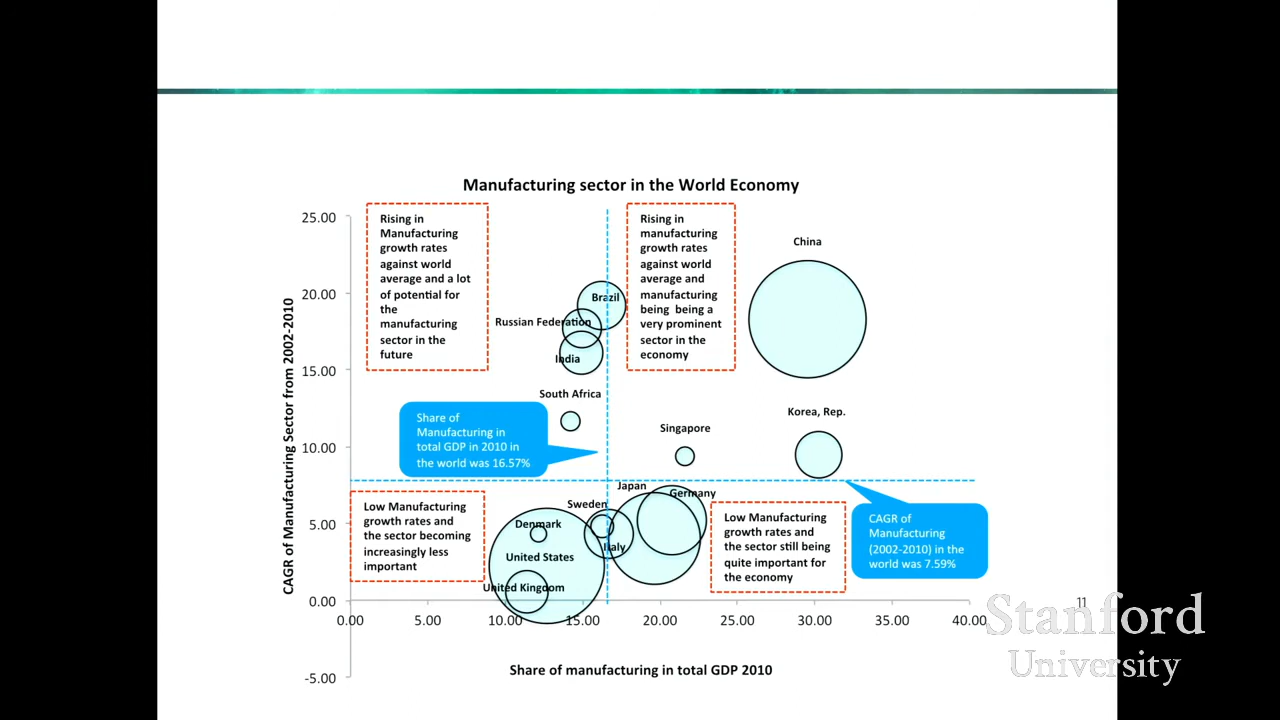 Manufacturing sector in the World Economy
CAGR of Manufacturing Sector from 2002-2010
25.00
20.00
15.00
10.00
5.00
0.00
-5.00
Rising in
Manufacturing
growth rates
against world
average and a lot
of potential for
the
manufacturing
sector in the
future
Rising in
manufacturing
growth rates
against world
average and
manufacturing
being being a
very prominent
sector in the
economy
China
Brazil
Russian Federation
India
South Africa
Share of
Manufacturing in
total GDP in 2010 in
the world was 16.57%
Singapore
Korea, Rep.
Japan
Germany
Sweden
Denmark
Italy
United States
United Kingdom
Low Manufacturing
growth rates and
the sector becoming
increasingly less
important
Low Manufacturing
growth rates and
the sector still being
quite important for
the economy
CAGR of
Manufacturing
(2002-2010) in the
world was 7.59%
0.00 5.00 10.00 15.00 20.00 25.00 30.00 35.00 40.00
Share of manufacturing in total GDP 2010
11
Stanford
University